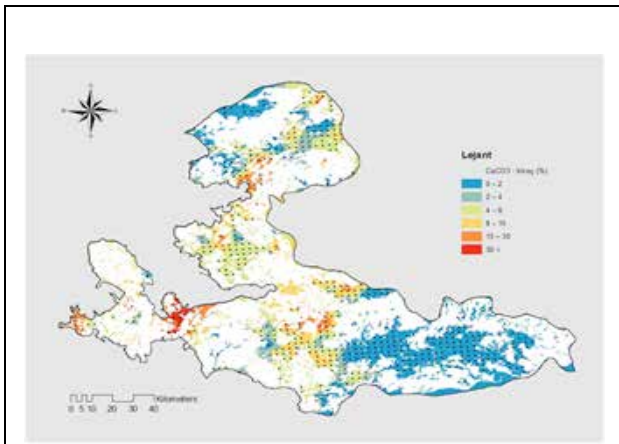 Lejant
CaCO3 - kireç (%)
0 – 2
2 – 4
4 – 8
8 – 15
15 – 30
30 +
Kilometers
0 5 10 20 30 40